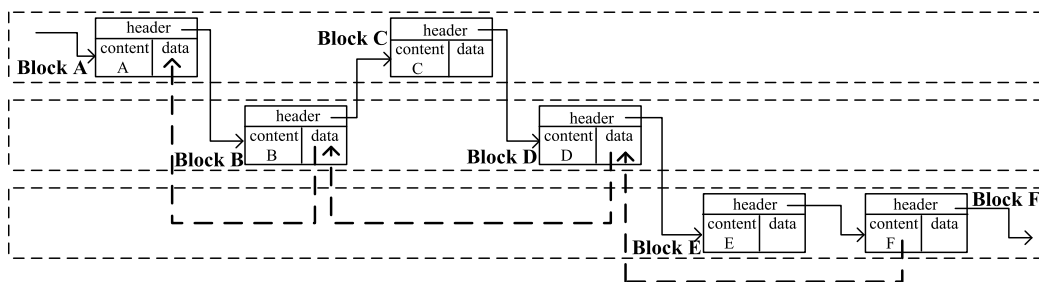 header
content data
A
Block A
Block C
header
content data
C
header
content data
B
Block B
header
content data
D
Block D
header
content data
E
Block E
header
content data
F
Block F